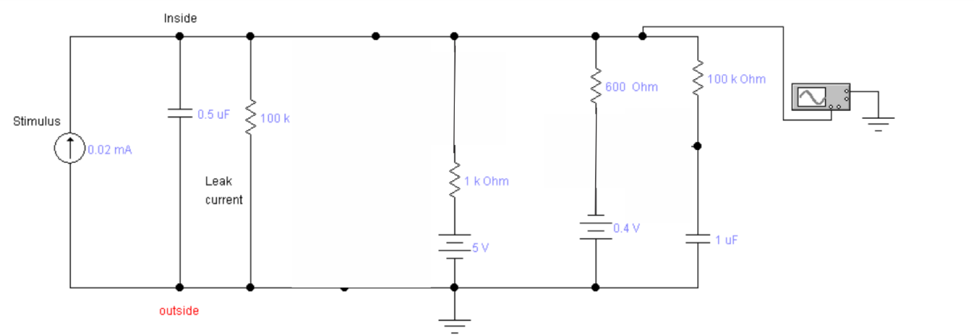 Inside
Stimulus
0.02 mA
0.5 uF
100 k
Leak
current
1 k Ohm
5 V
600 Ohm
0.4 V
100 k Ohm
1 uF
outside